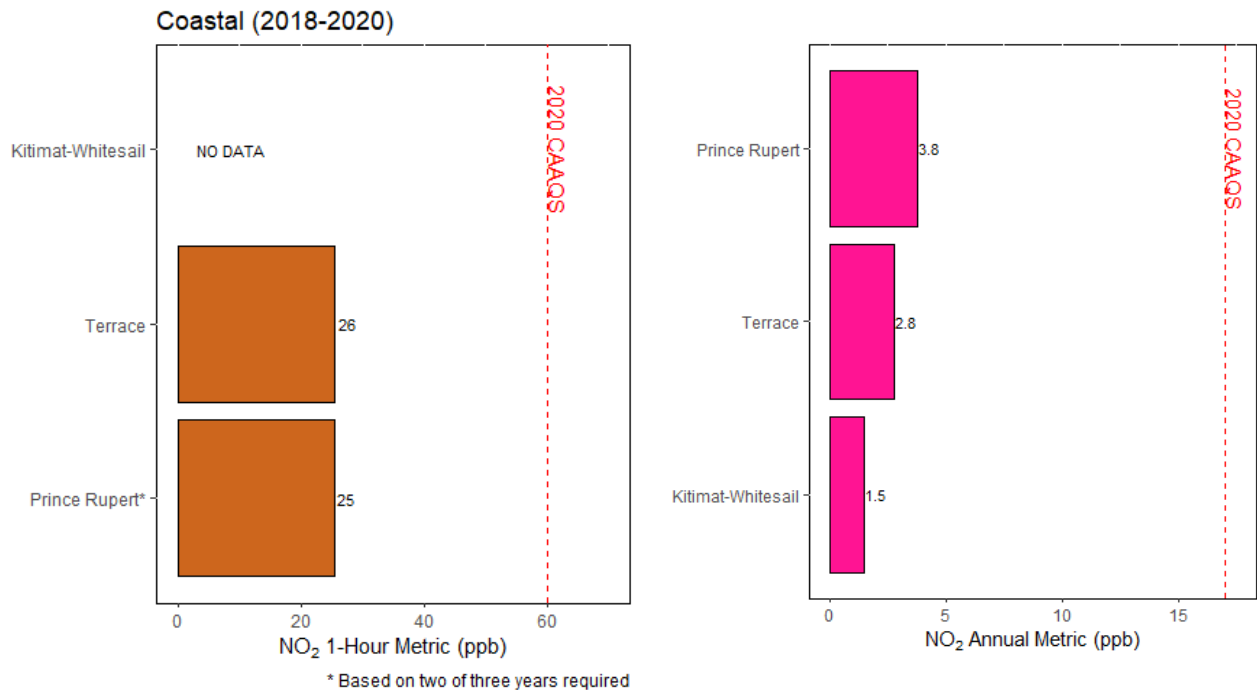 Coastal (2018-2020)
Kitimat-Whitesail
NO DATA
Terrace
26
Prince Rupert*
25
2020 CAAQS
0 20 40 60
NO₂ 1-Hour Metric (ppb)
* Based on two of three years required
Prince Rupert
3.8
Terrace
2.8
Kitimat-Whitesail
1.5
2020 CAAQS
0 5 10 15
NO₂ Annual Metric (ppb)